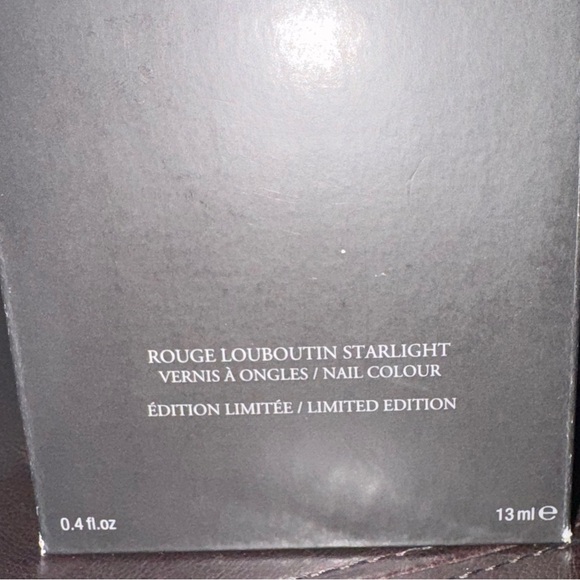 ROUGE LOUBOUTIN STARLIGHT
VERNIS À ONGLES / NAIL COLOUR
ÉDITION LIMITÉE / LIMITED EDITION
0.4 fl.oz
13 ml ℮